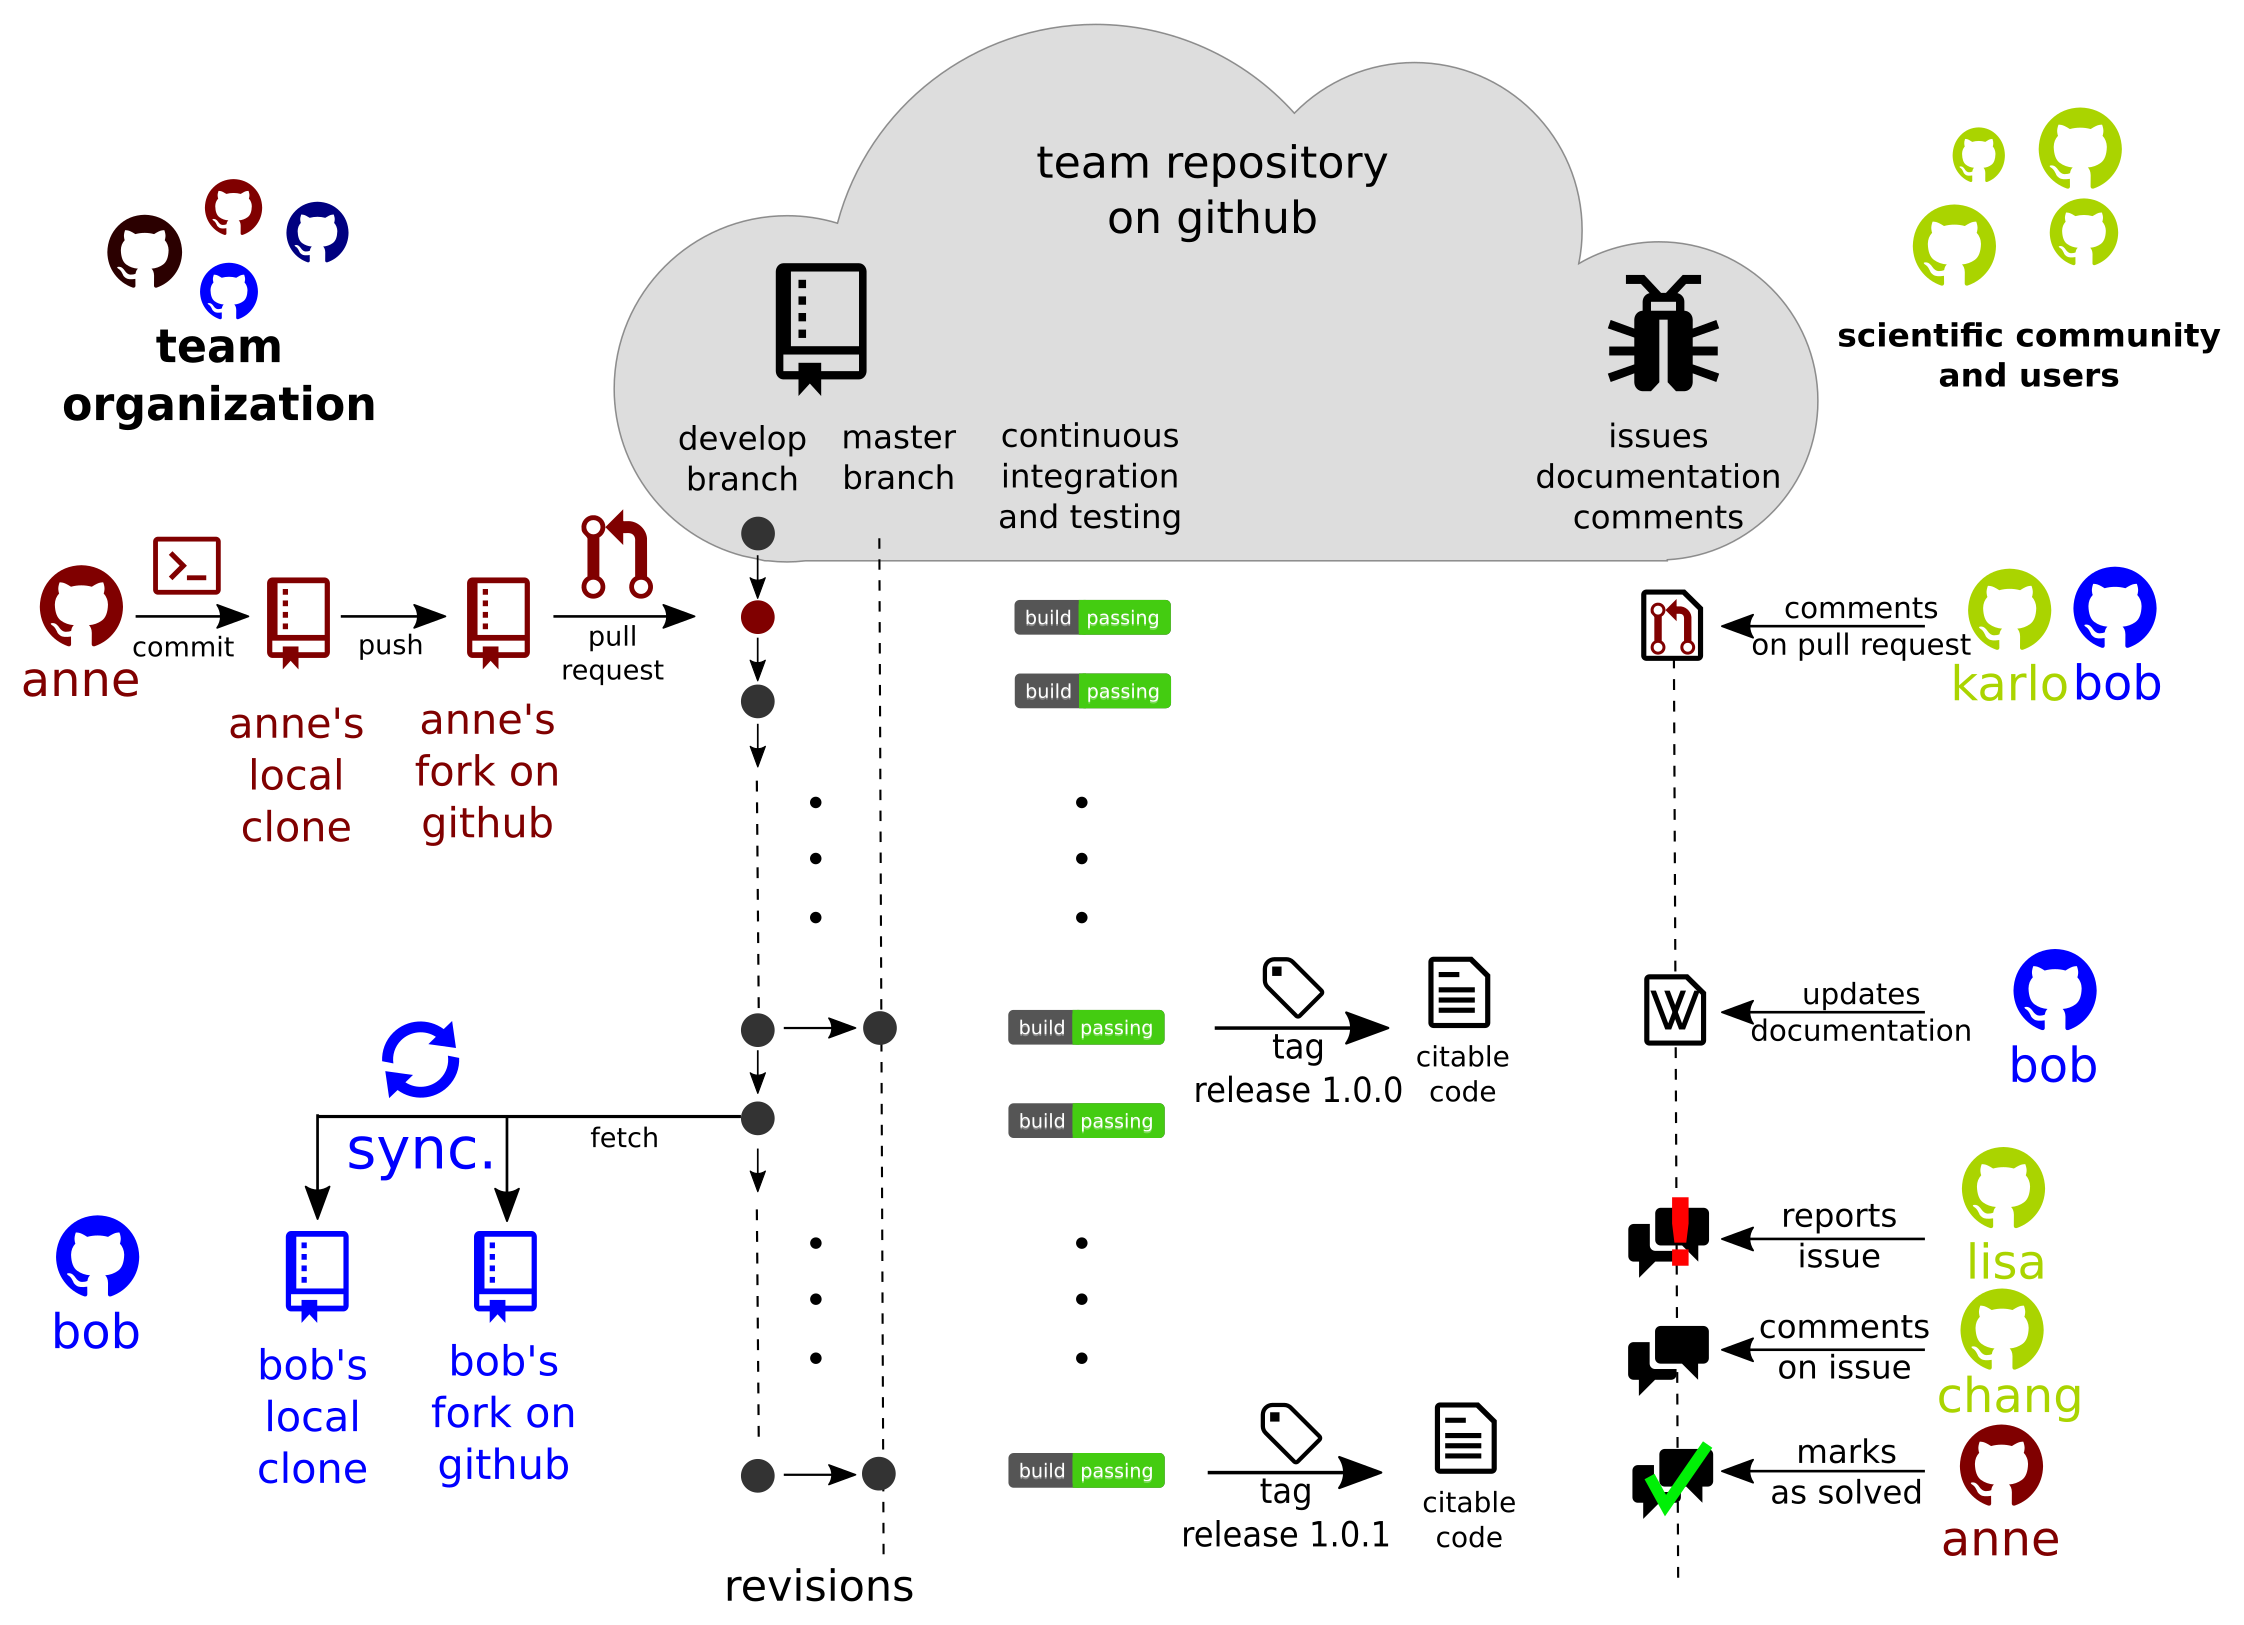 team repository
on github
team
organization
scientific community
and users
develop
branch
master
branch
continuous
integration
and testing
issues
documentation
comments
anne
commit
push
pull
request
anne's
local
clone
anne's
fork on
github
build passing
build passing
comments
on pull request
karlo
bob
build passing
tag
release 1.0.0
citable
code
W
updates
documentation
bob
build passing
fetch
sync.
bob
bob's
local
clone
bob's
fork on
github
!
reports
issue
lisa
comments
on issue
chang
build passing
tag
release 1.0.1
citable
code
marks
as solved
anne
revisions